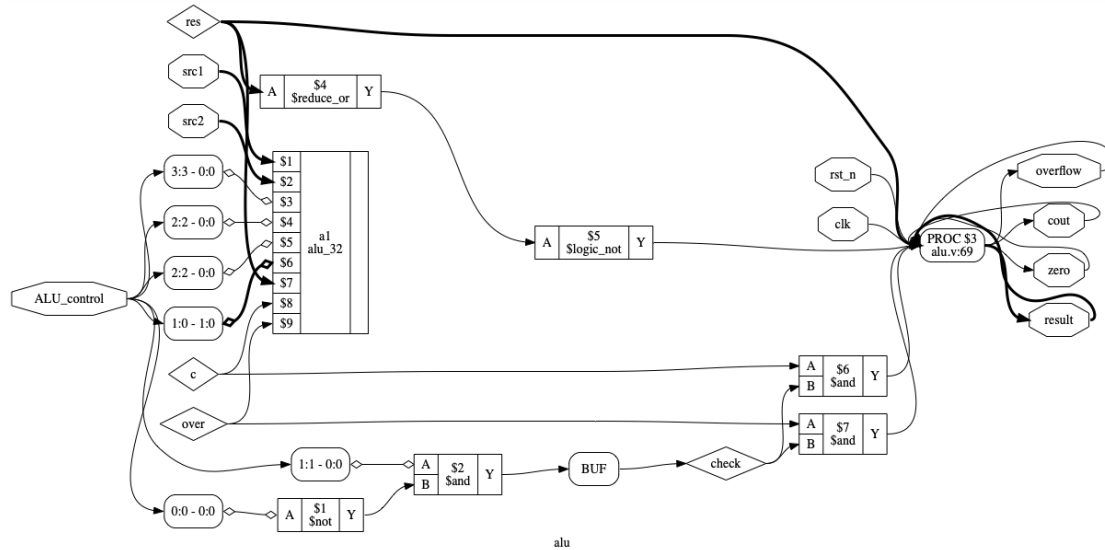 res
src1
src2
A $4 Y
$reduce_or
3:3 - 0:0
2:2 - 0:0
2:2 - 0:0
1:0 - 1:0
ALU_control
$1
$2
$3
$4
$5
$6
$7
$8
$9
a1
alu_32
A $5 Y
$logic_not
rst_n
clk
PROC $3
alu.v:69
overflow
cout
zero
result
c
over
A $6 Y
B $and
A $7 Y
B $and
1:1 - 0:0
A $2 Y
B $and
BUF
check
0:0 - 0:0
A $1 Y
$not
alu